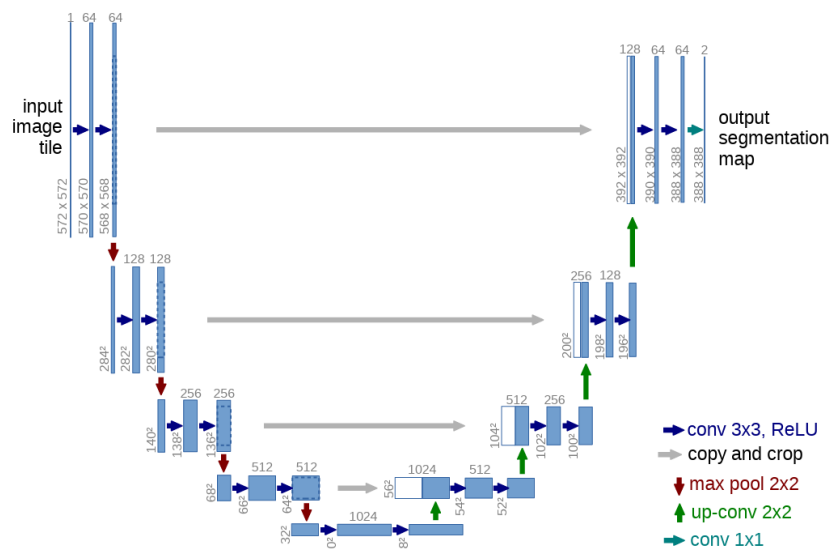 1
64
64
input
image
tile
572 x 572
570 x 570
568 x 568
128
64
64
2
output
segmentation
map
392 x 392
390 x 390
388 x 388
388 x 388
128
128
284²
282²
280²
256
128
200²
198²
196²
256
256
140²
138²
136²
512
256
104²
102²
100²
512
512
68²
66²
64²
1024
512
56²
54²
52²
1024
32²
0²
8²
conv 3x3, ReLU
copy and crop
max pool 2x2
up-conv 2x2
conv 1x1